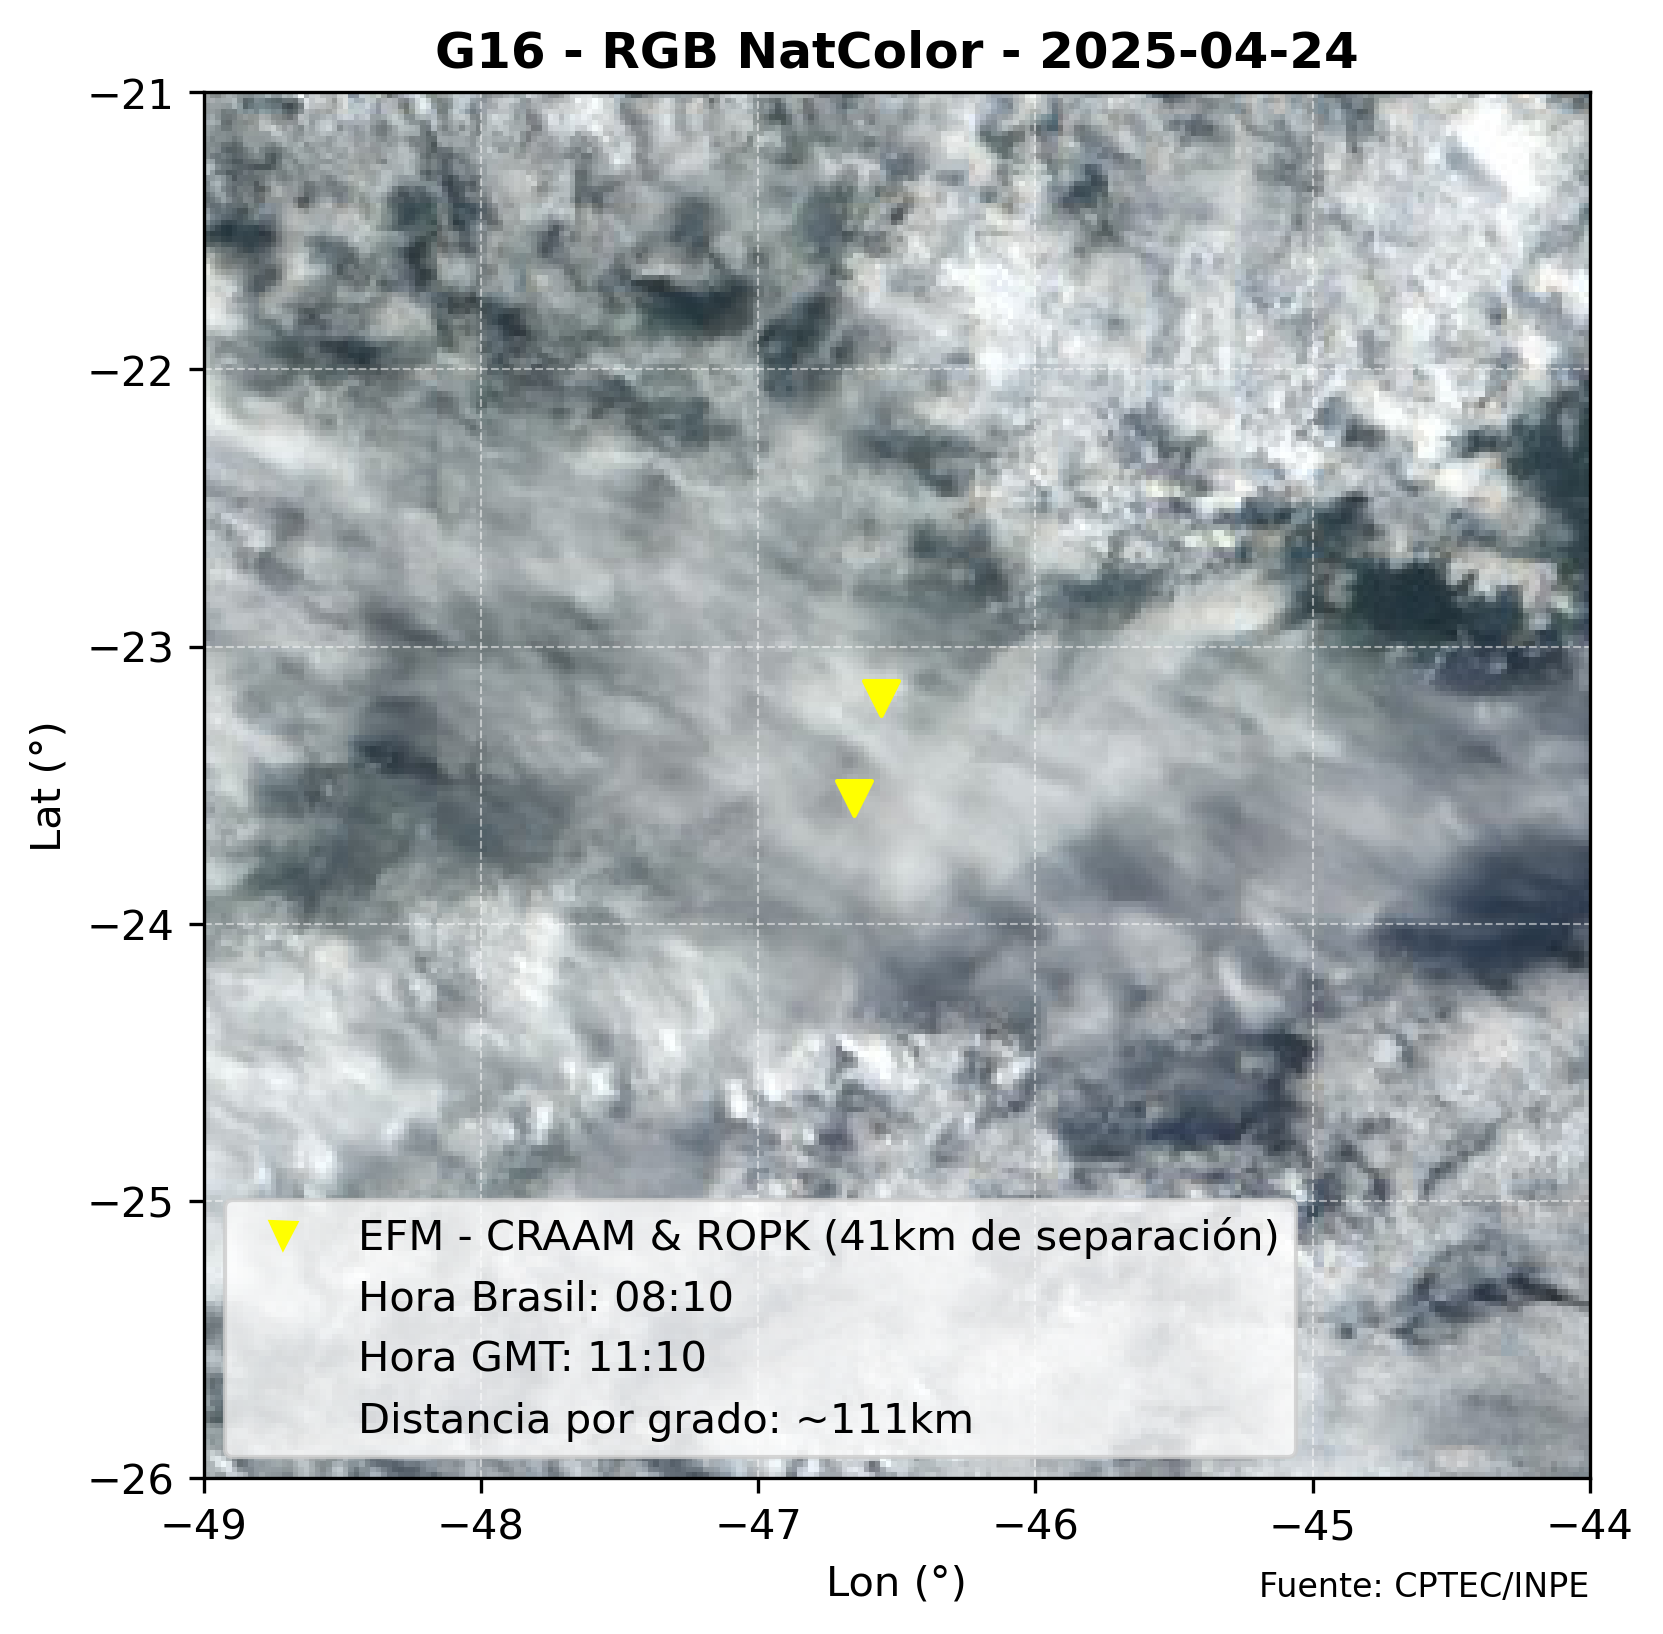 G16 - RGB NatColor - 2025-04-24
−21
−22
−23
−24
−25
−26
Lat (°)
EFM - CRAAM & ROPK (41km de separación)
Hora Brasil: 08:10
Hora GMT: 11:10
Distancia por grado: ~111km
−49 −48 −47 −46 −45 −44
Lon (°)
Fuente: CPTEC/INPE